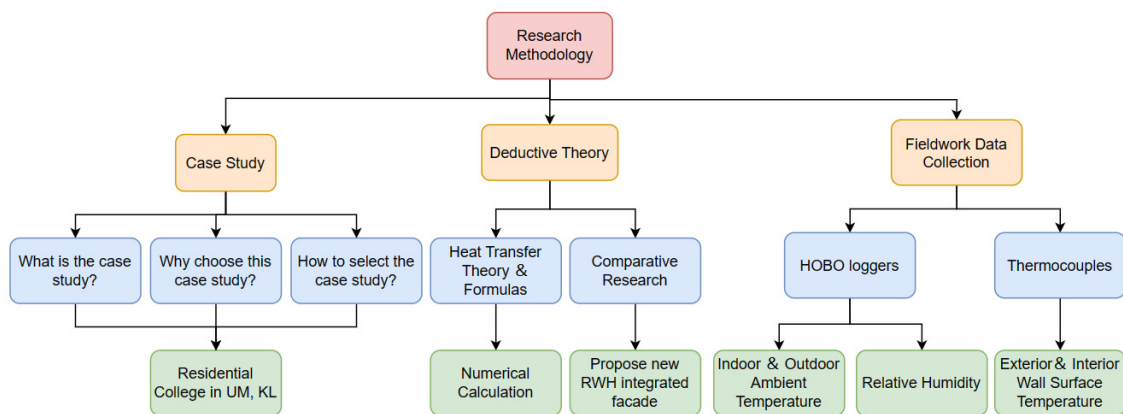 Research
Methodology
Case Study
Deductive Theory
Fieldwork Data
Collection
What is the case
study?
Why choose this
case study?
How to select the
case study?
Heat Transfer
Theory &
Formulas
Comparative
Research
HOBO loggers
Thermocouples
Residential
College in UM, KL
Numerical
Calculation
Propose new
RWH integrated
facade
Indoor & Outdoor
Ambient
Temperature
Relative Humidity
Exterior & Interior
Wall Surface
Temperature